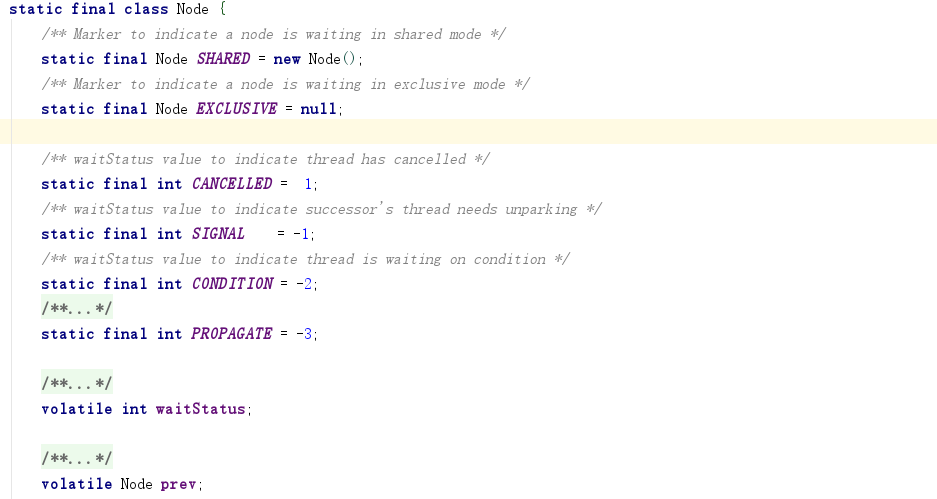 static final class Node {
/** Marker to indicate a node is waiting in shared mode */
static final Node SHARED = new Node();
/** Marker to indicate a node is waiting in exclusive mode */
static final Node EXCLUSIVE = null;
/** waitStatus value to indicate thread has cancelled */
static final int CANCELLED =  1;
/** waitStatus value to indicate successor's thread needs unparking */
static final int SIGNAL    = -1;
/** waitStatus value to indicate thread is waiting on condition */
static final int CONDITION = -2;
/**...*/
static final int PROPAGATE = -3;
/**...*/
volatile int waitStatus;
/**...*/
volatile Node prev;